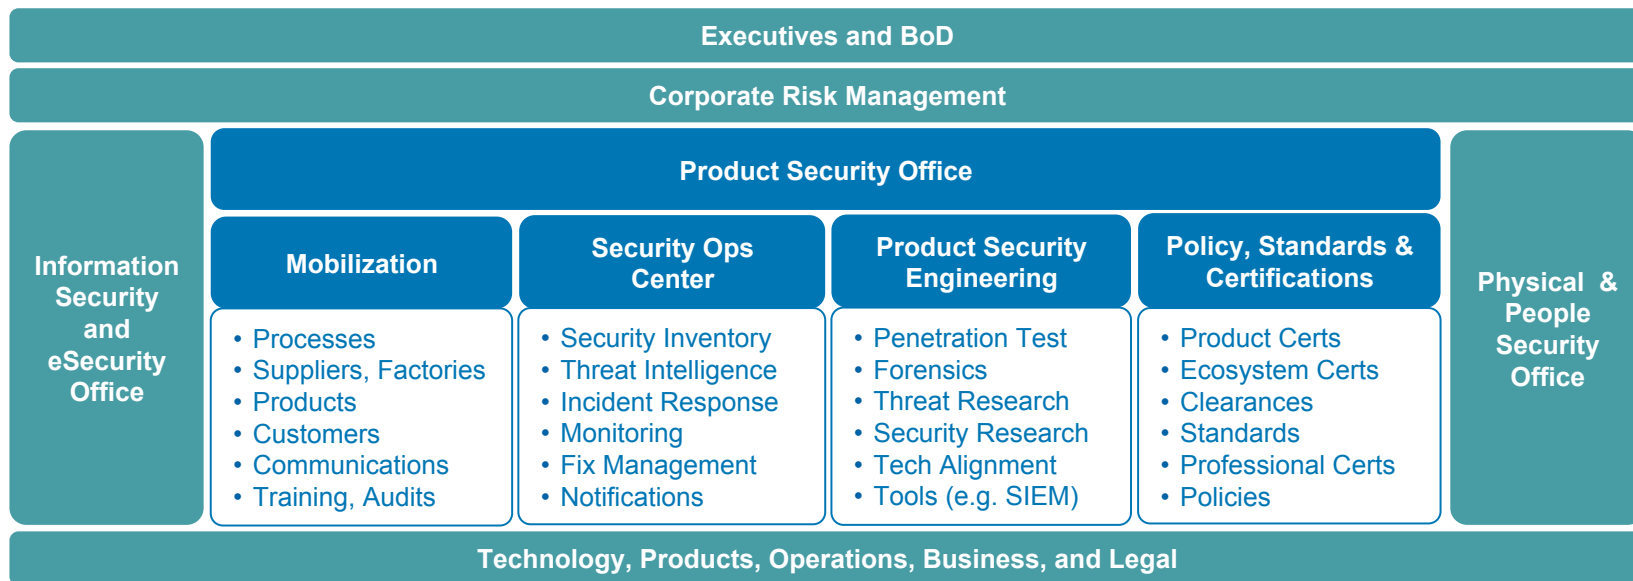 Executives and BoD
Corporate Risk Management
Information
Security
and
eSecurity
Office
Product Security Office
Mobilization
• Processes
• Suppliers, Factories
• Products
• Customers
• Communications
• Training, Audits
Security Ops
Center
• Security Inventory
• Threat Intelligence
• Incident Response
• Monitoring
• Fix Management
• Notifications
Product Security
Engineering
• Penetration Test
• Forensics
• Threat Research
• Security Research
• Tech Alignment
• Tools (e.g. SIEM)
Policy, Standards &
Certifications
• Product Certs
• Ecosystem Certs
• Clearances
• Standards
• Professional Certs
• Policies
Physical &
People
Security
Office
Technology, Products, Operations, Business, and Legal